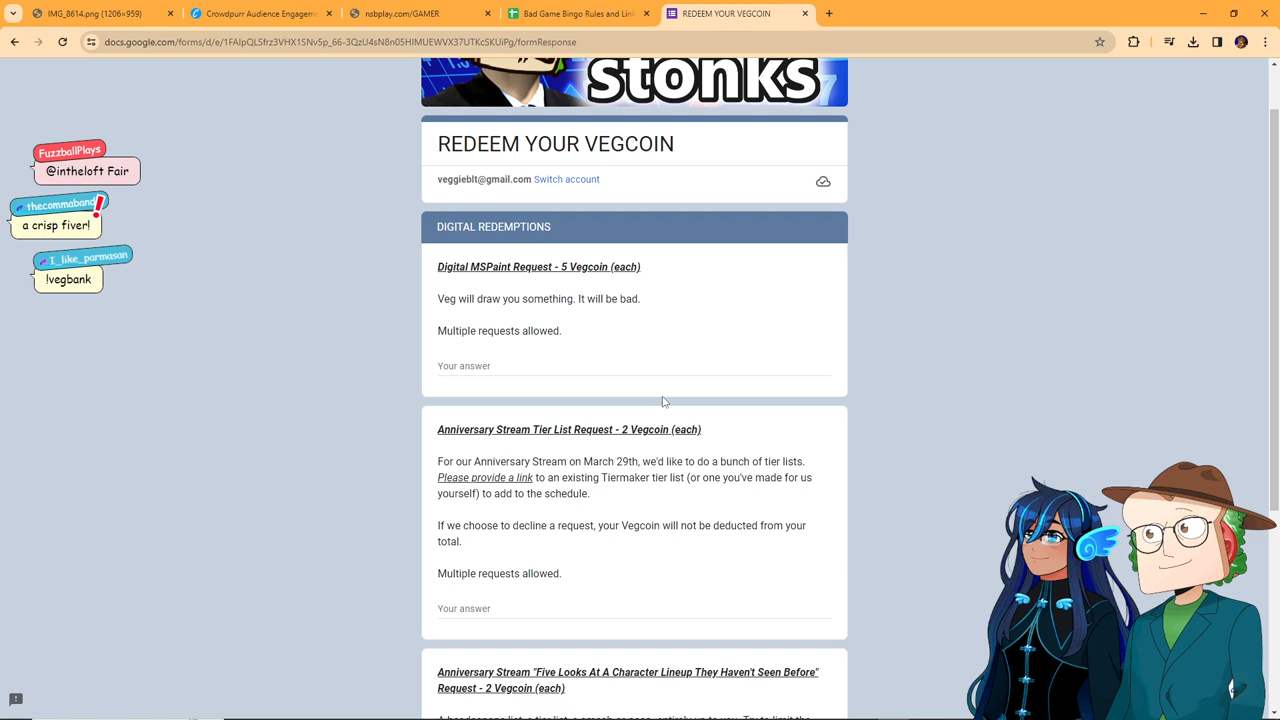 IMG_8614.png (1206×959)
Crowdpurr Audience Engagem
nsbplay.com/GAMER
Bad Game Bingo Rules and Lin
REDEEM YOUR VEGCOIN
docs.google.com/forms/d/e/1FAIpQLSfrz3VHX1SNv5p_66-3QzU4sN8n05HIMUEWVX37UTKcSKUiPg/formResponse
stonks
7
REDEEM YOUR VEGCOIN
veggieblt@gmail.com Switch account
FuzzballPlays
@intheloft Fair
thecommaband
!
a crisp fiver!
I_like_parmasan
!vegbank
DIGITAL REDEMPTIONS
Digital MSPaint Request - 5 Vegcoin (each)
Veg will draw you something. It will be bad.
Multiple requests allowed.
Your answer
Anniversary Stream Tier List Request - 2 Vegcoin (each)
For our Anniversary Stream on March 29th, we'd like to do a bunch of tier lists.
Please provide a link to an existing Tiermaker tier list (or one you've made for us
yourself) to add to the schedule.
If we choose to decline a request, your Vegcoin will not be deducted from your
total.
Multiple requests allowed.
Your answer
Anniversary Stream "Five Looks At A Character Lineup They Haven't Seen Before"
Request - 2 Vegcoin (each)